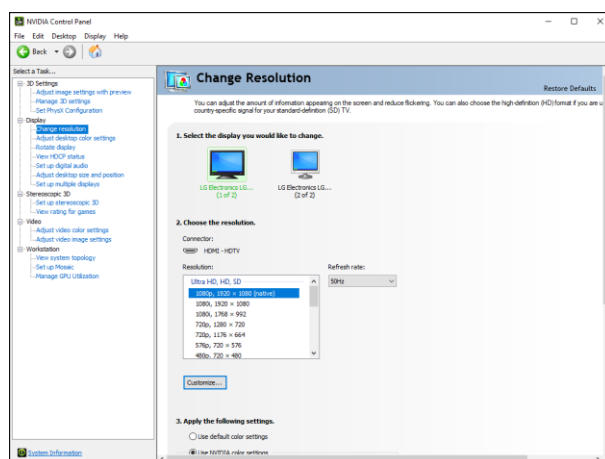 NVIDIA Control Panel
File Edit Desktop Display Help
Back
Select a Task...
3D Settings
Adjust image settings with preview
Manage 3D settings
Set PhysX Configuration
Display
Change resolution
Adjust desktop color settings
Rotate display
View HDCP status
Set up digital audio
Adjust desktop size and position
Set up multiple displays
Stereoscopic 3D
Set up stereoscopic 3D
View rating for games
Video
Adjust video color settings
Adjust video image settings
Workstation
View system topology
Set up Mosaic
Manage GPU Utilization
System Information
Change Resolution
Restore Defaults
You can adjust the amount of information appearing on the screen and reduce flickering. You can also choose the high-definition (HD) format if you are u
country-specific signal for your standard-definition (SD) TV.
1. Select the display you would like to change.
LG Electronics LG... LG Electronics LG...
(1 of 2) (2 of 2)
2. Choose the resolution.
Connector:
HDMI - HDTV
Resolution: Refresh rate:
Ultra HD, HD, SD 50Hz
1080p, 1920 × 1080 (native)
1080i, 1920 × 1080
1080i, 1768 × 992
720p, 1280 × 720
720p, 1176 × 664
576p, 720 × 576
480p, 720 × 480
Customize...
3. Apply the following settings.
Use default color settings
Use NVIDIA color settings